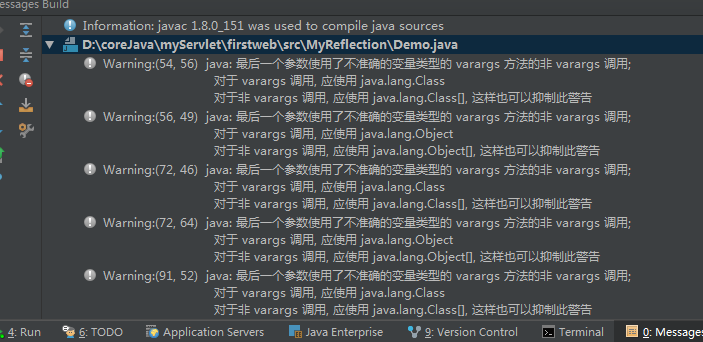 Messages Build
Information: javac 1.8.0_151 was used to compile java sources
D:\coreJava\myServlet\firstweb\src\MyReflection\Demo.java
Warning:(54, 56) java: 最后一个参数使用了不准确的变量类型的 varargs 方法的非 varargs 调用;
对于 varargs 调用, 应使用 java.lang.Class
对于非 varargs 调用, 应使用 java.lang.Class[], 这样也可以抑制此警告
Warning:(56, 49) java: 最后一个参数使用了不准确的变量类型的 varargs 方法的非 varargs 调用;
对于 varargs 调用, 应使用 java.lang.Object
对于非 varargs 调用, 应使用 java.lang.Object[], 这样也可以抑制此警告
Warning:(72, 46) java: 最后一个参数使用了不准确的变量类型的 varargs 方法的非 varargs 调用;
对于 varargs 调用, 应使用 java.lang.Class
对于非 varargs 调用, 应使用 java.lang.Class[], 这样也可以抑制此警告
Warning:(72, 64) java: 最后一个参数使用了不准确的变量类型的 varargs 方法的非 varargs 调用;
对于 varargs 调用, 应使用 java.lang.Object
对于非 varargs 调用, 应使用 java.lang.Object[], 这样也可以抑制此警告
Warning:(91, 52) java: 最后一个参数使用了不准确的变量类型的 varargs 方法的非 varargs 调用;
对于 varargs 调用, 应使用 java.lang.Class
对于非 varargs 调用, 应使用 java.lang.Class[], 这样也可以抑制此警告
4: Run 6: TODO Application Servers Java Enterprise 9: Version Control Terminal 0: Messages